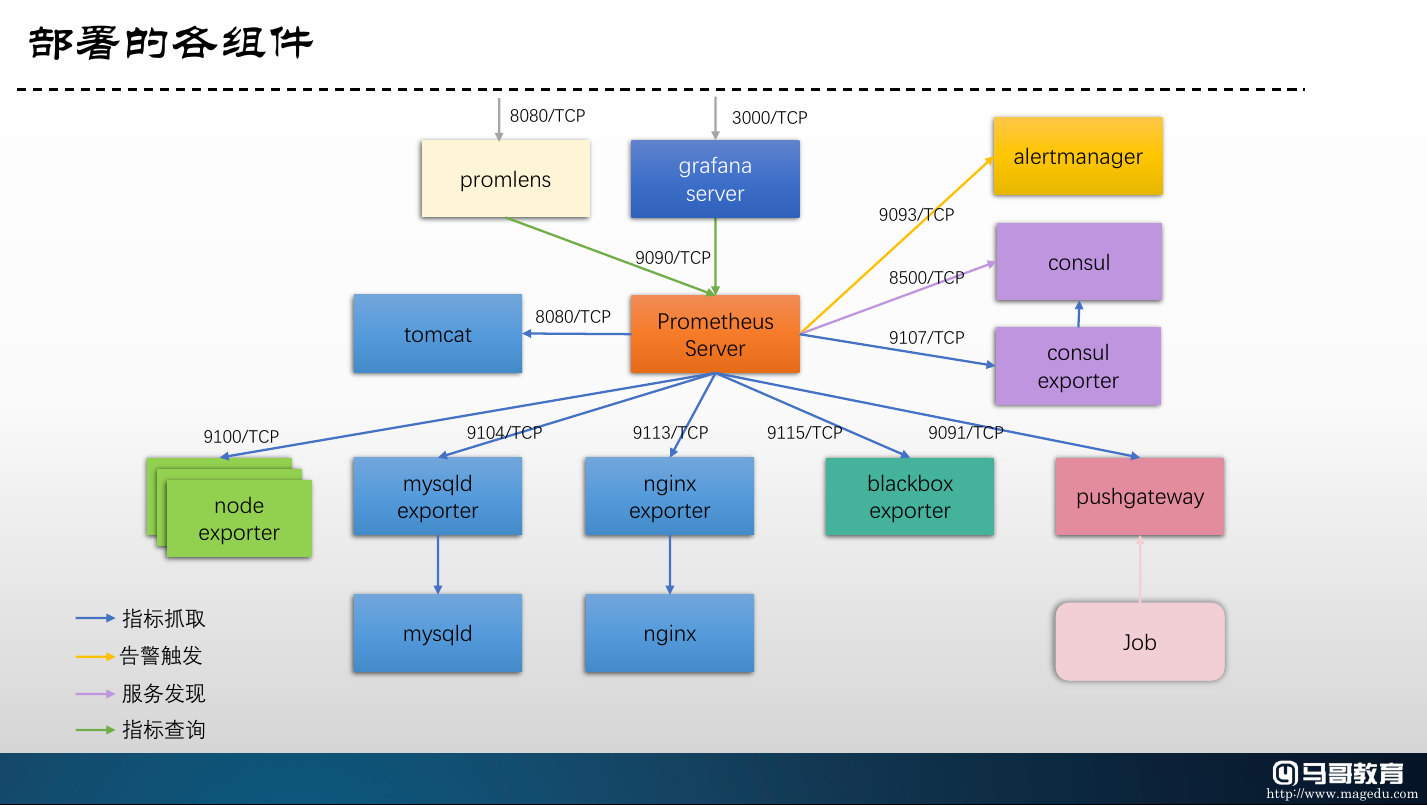 部署的各组件
8080/TCP
3000/TCP
promlens
grafana
server
alertmanager
9093/TCP
9090/TCP
8500/TCP
consul
tomcat
8080/TCP
Prometheus
Server
9107/TCP
consul
exporter
9100/TCP
9104/TCP
9113/TCP
9115/TCP
9091/TCP
node
exporter
mysqld
exporter
nginx
exporter
blackbox
exporter
pushgateway
mysqld
nginx
Job
指标抓取
告警触发
服务发现
指标查询
马哥教育
http://www.magedu.com